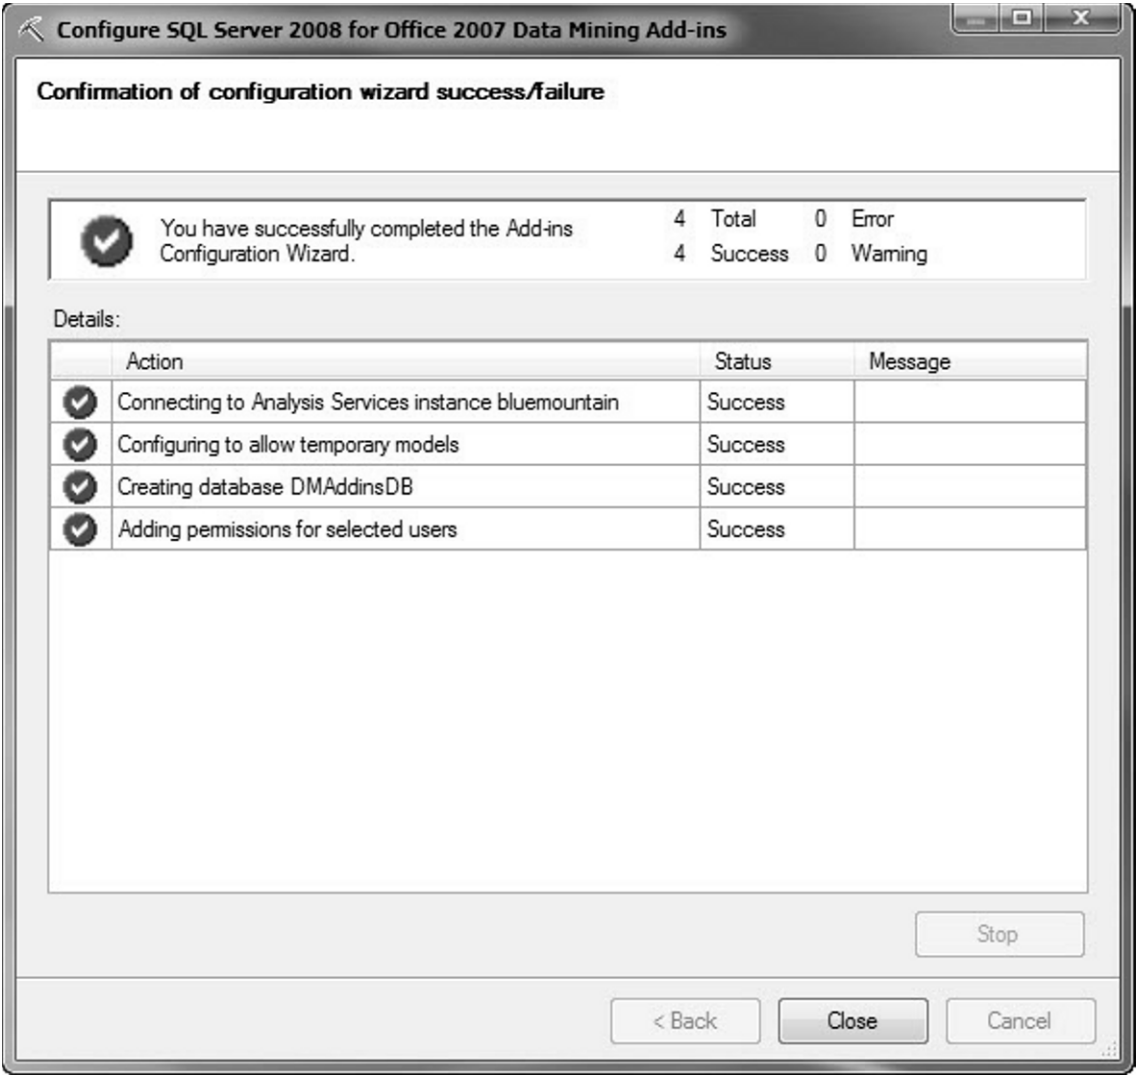 Configure SQL Server 2008 for Office 2007 Data Mining Add-ins
Confirmation of configuration wizard success/failure
You have successfully completed the Add-ins
Configuration Wizard.
4 Total 0 Error
4 Success 0 Warning
Details:
Action Status Message
Connecting to Analysis Services instance bluemountain Success
Configuring to allow temporary models Success
Creating database DMAddinsDB Success
Adding permissions for selected users Success
Stop
< Back Close Cancel